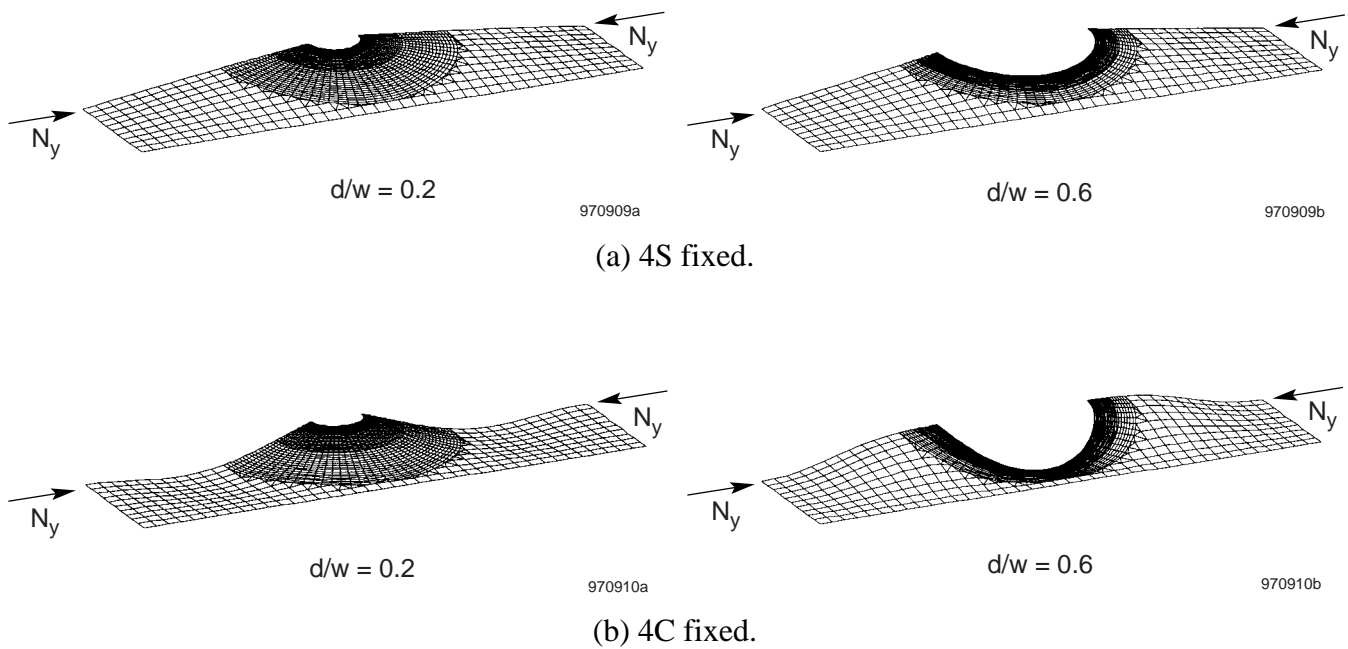 N_y
N_y
N_y
N_y
d/w = 0.2
d/w = 0.6
970909a
970909b
(a) 4S fixed.
N_y
N_y
N_y
N_y
d/w = 0.2
d/w = 0.6
970910a
970910b
(b) 4C fixed.